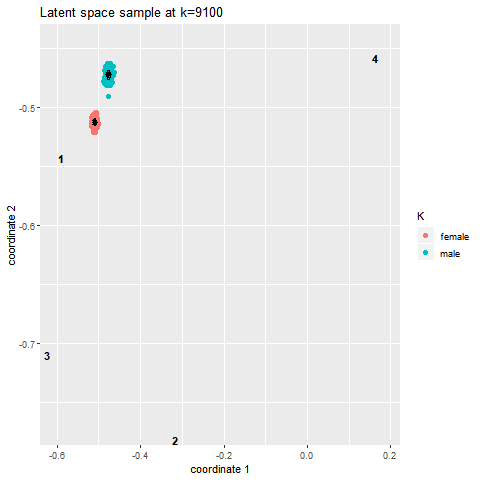 Latent space sample at k=9100
4
-0.5
1
K
female
male
coordinate 2
-0.6
-0.7
3
2
-0.6 -0.4 -0.2 0.0 0.2
coordinate 1